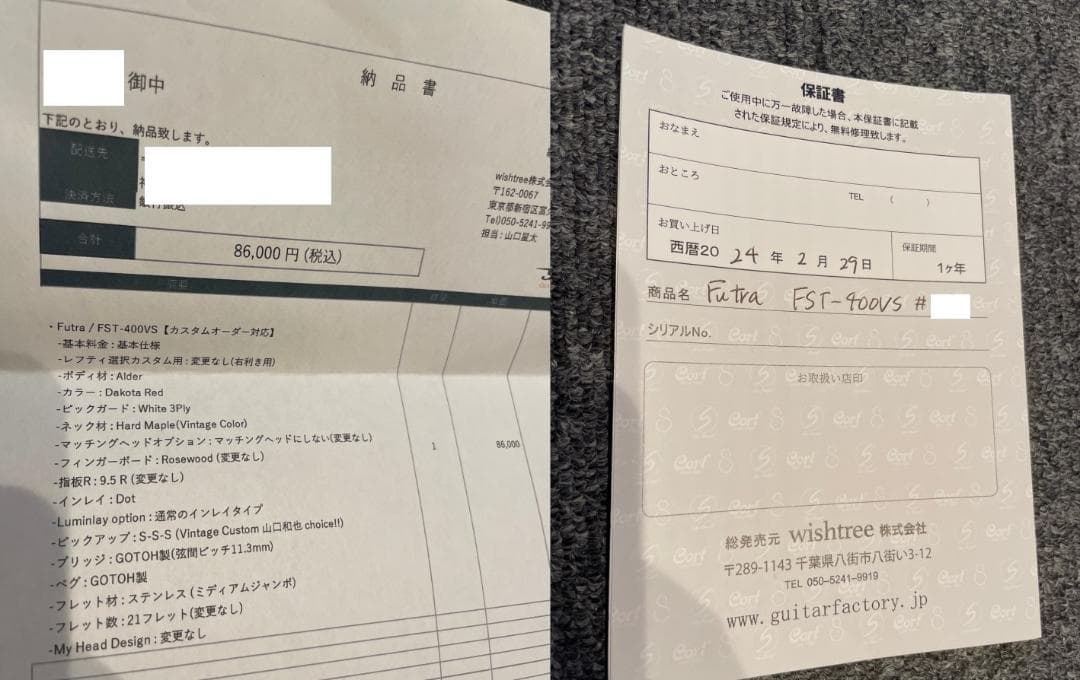 御中
納品書
下記のとおり、納品致します。
配送先
決済方法
銀行振込
wishtree株式会
〒162-0067
東京都新宿区富
Tel)050-5241-99
担当:山口星太
合計
86,000 円 (税込)
・Futra / FST-400VS【カスタムオーダー対応】
-基本料金:基本仕様
-レフティ選択カスタム用:変更なし(右利き用)
-ボディ材:Alder
-カラー:Dakota Red
-ピックガード:White 3Ply
-ネック材:Hard Maple(Vintage Color)
-マッチングヘッドオプション:マッチングヘッドにしない(変更なし)
-フィンガーボード:Rosewood (変更なし)
-指板R:9.5 R (変更なし)
-インレイ:Dot
-Luminlay option:通常のインレイタイプ
-ピックアップ:S-S-S (Vintage Custom 山口和也 choice!!)
-ブリッジ:GOTOH製(弦間ピッチ11.3mm)
-ペグ:GOTOH製
-フレット材:ステンレス (ミディアムジャンボ)
-フレット数:21フレット(変更なし)
-My Head Design:変更なし
1
86,000
保証書
ご使用中に万一故障した場合、本保証書に記載
された保証規定により、無料修理致します。
おなまえ
おところ
TEL ( )
お買い上げ日
西暦20 24 年 2 月 29 日
保証期間
1ヶ年
商品名 Futra FST-400VS #
シリアルNo.
お取扱い店印
総発売元 wishtree 株式会社
〒289-1143 千葉県八街市八街い3-12
TEL 050-5241-9919
www.guitarfactory.jp